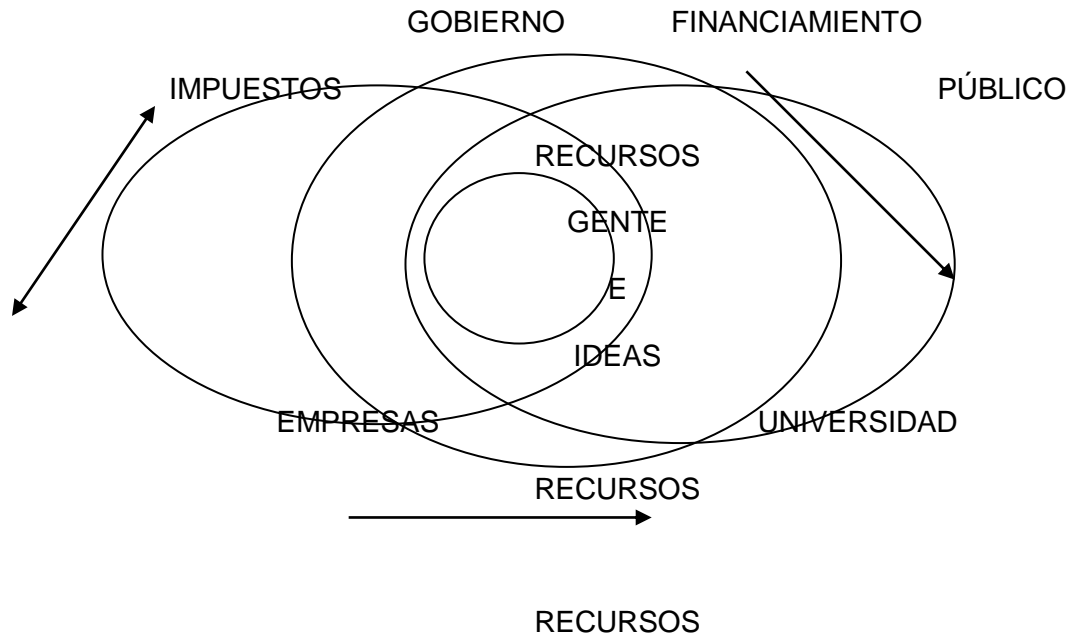 GOBIERNO FINANCIAMIENTO
IMPUESTOS PÚBLICO
RECURSOS
GENTE
E
IDEAS
EMPRESAS UNIVERSIDAD
RECURSOS
RECURSOS